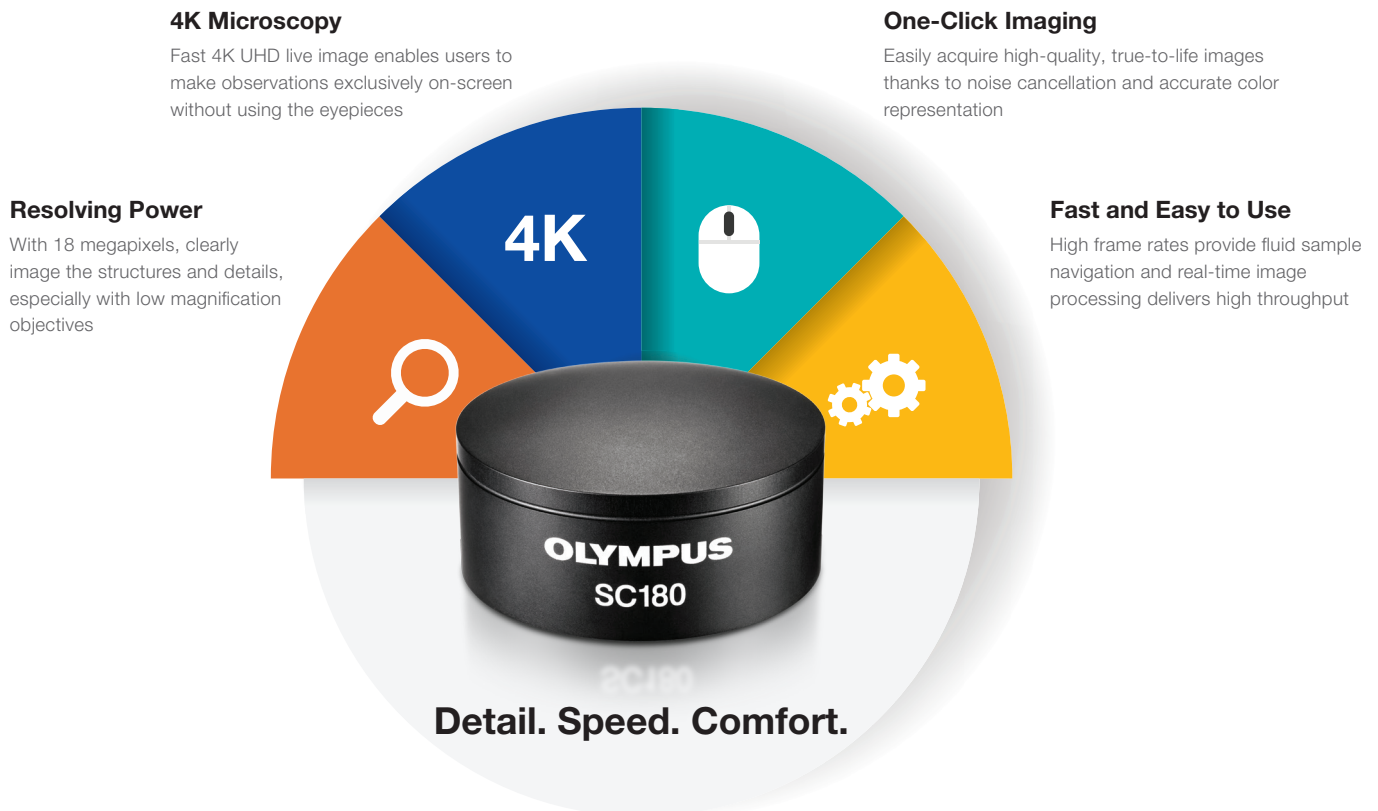 4K Microscopy
Fast 4K UHD live image enables users to
make observations exclusively on-screen
without using the eyepieces
One-Click Imaging
Easily acquire high-quality, true-to-life images
thanks to noise cancellation and accurate color
representation
Resolving Power
With 18 megapixels, clearly
image the structures and details,
especially with low magnification
objectives
Fast and Easy to Use
High frame rates provide fluid sample
navigation and real-time image
processing delivers high throughput
4K
OLYMPUS
SC180
SC180
Detail. Speed. Comfort.